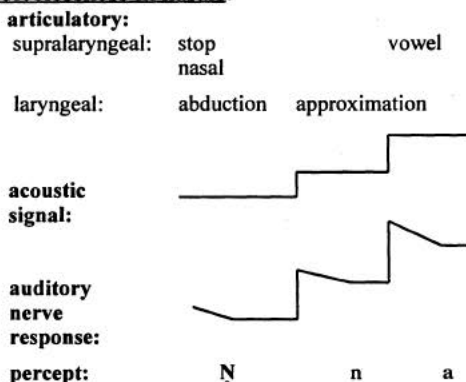 articulatory:
supralaryngeal: stop vowel
nasal
laryngeal: abduction approximation
acoustic
signal:
auditory
nerve
response:
percept: N̥ n a